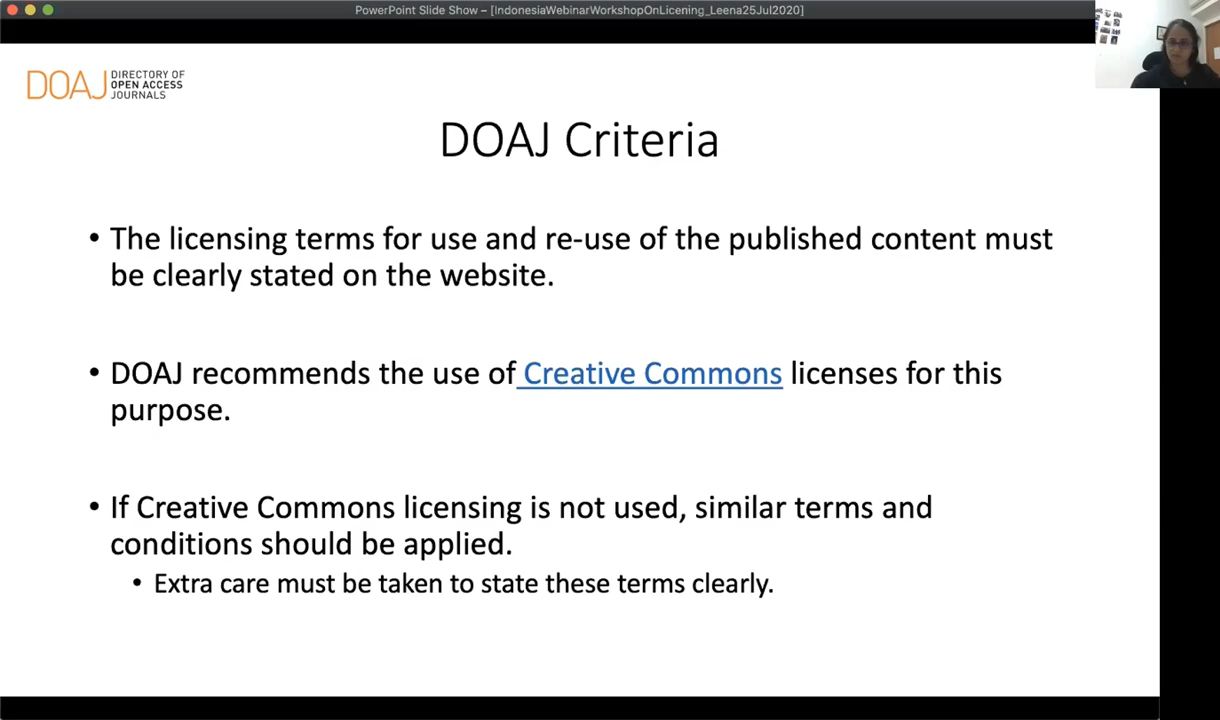 PowerPoint Slide Show – [IndonesiaWebinarWorkshopOnLicening_Leena25Jul2020]
DOAJ
DIRECTORY OF
OPEN ACCESS
JOURNALS
DOAJ Criteria
• The licensing terms for use and re-use of the published content must
be clearly stated on the website.
• DOAJ recommends the use of Creative Commons licenses for this
purpose.
• If Creative Commons licensing is not used, similar terms and
conditions should be applied.
• Extra care must be taken to state these terms clearly.